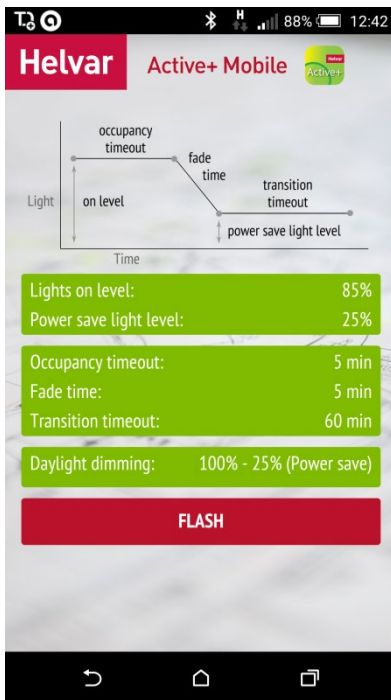 H 88% 12:42
Helvar Active+ Mobile Helvar Active+
occupancy
timeout
fade
time
transition
timeout
Light
on level
power save light level
Time
Lights on level: 85%
Power save light level: 25%
Occupancy timeout: 5 min
Fade time: 5 min
Transition timeout: 60 min
Daylight dimming: 100% - 25% (Power save)
FLASH